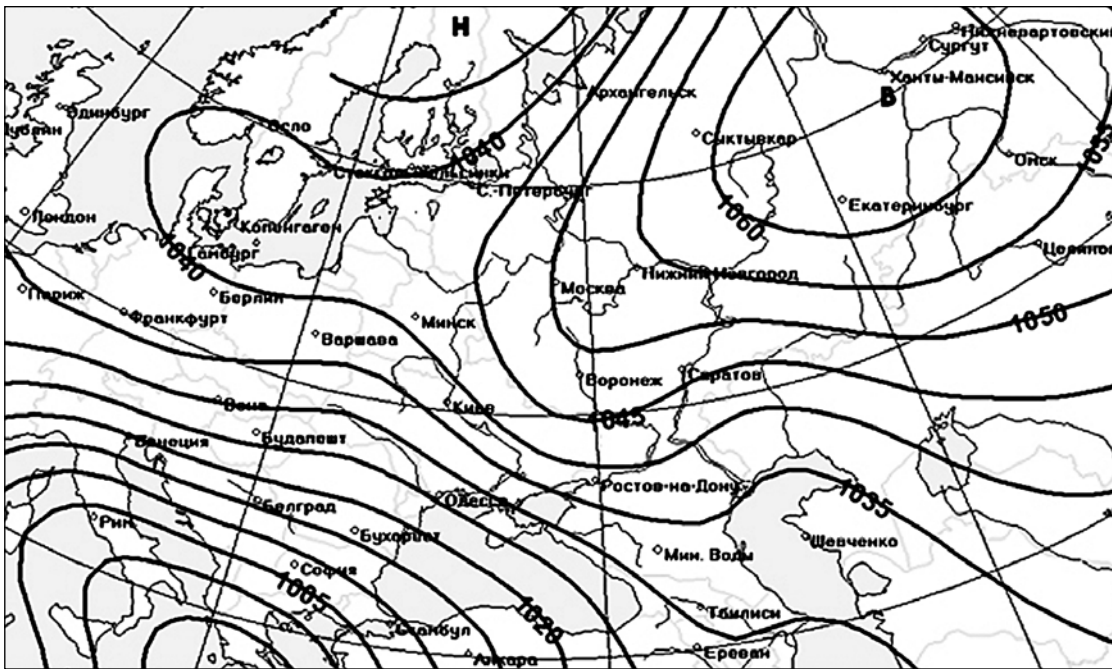 Н
Нижневартовский
Сургут
Ханты-Мансийск
В
Архангельск
Эдинбург
Осло
Сыктывкар
1040
1055
Омск
С.-Петербург
Лондон
Копенгаген
1060
Екатеринбург
1040
Гамбург
Целиног
Нижний Новгород
Париж
Берлин
Москва
Франкфурт
Минск
1050
Варшава
Воронеж
Саратов
Вена
Киев
1045
Венеция
Будапешт
Ростов-на-Дону
1035
Одесса
Белград
Рим
Бухарест
Мин. Воды
Шевченко
София
1005
1020
Тбилиси
Стамбул
Анкара
Ереван